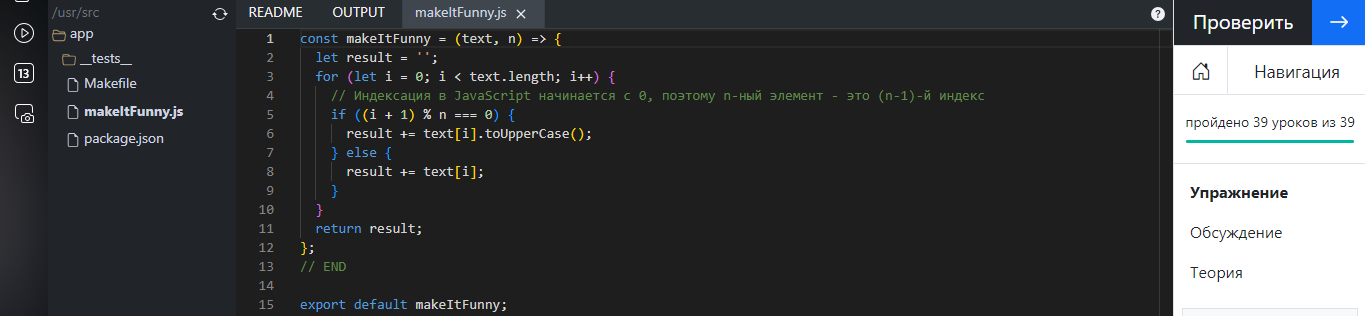 /usr/src
app
__tests__
Makefile
makeItFunny.js
package.json
13
README OUTPUT makeItFunny.js ×
?
1 const makeItFunny = (text, n) => {
2 let result = '';
3 for (let i = 0; i < text.length; i++) {
4 // Индексация в JavaScript начинается с 0, поэтому n-ный элемент - это (n-1)-й индекс
5 if ((i + 1) % n === 0) {
6 result += text[i].toUpperCase();
7 } else {
8 result += text[i];
9 }
10 }
11 return result;
12 };
13 // END
14
15 export default makeItFunny;
Проверить
Навигация
пройдено 39 уроков из 39
Упражнение
Обсуждение
Теория